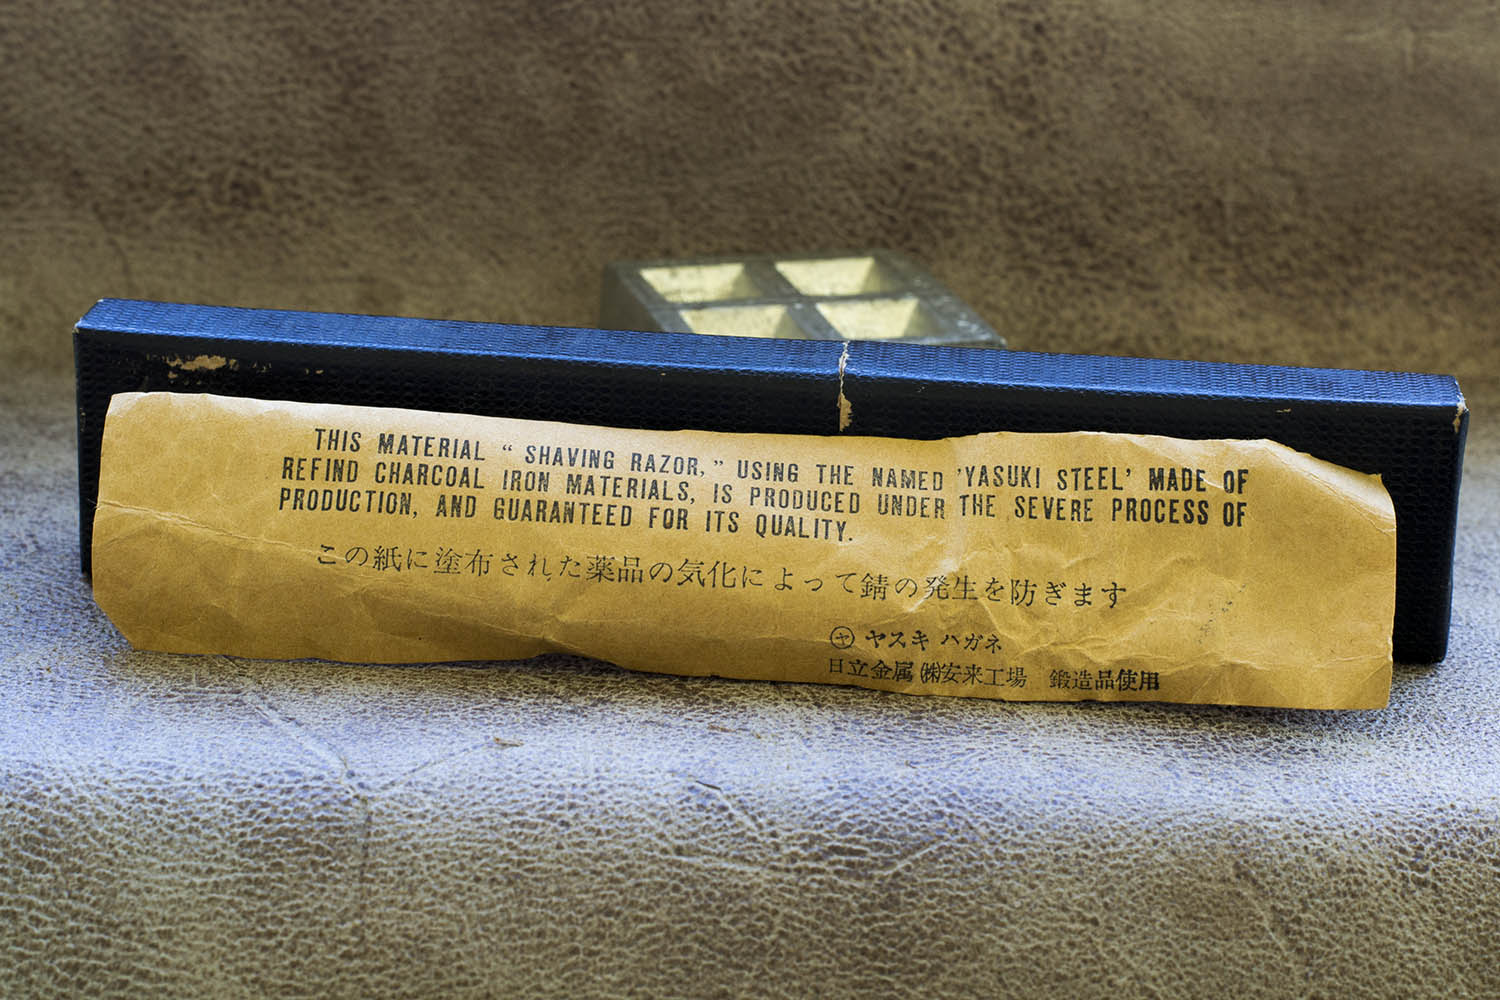 THIS MATERIAL “ SHAVING RAZOR, ” USING THE NAMED ’YASUKI STEEL’ MADE OF
REFIND CHARCOAL IRON MATERIALS, IS PRODUCED UNDER THE SEVERE PROCESS OF
PRODUCTION, AND GUARANTEED FOR ITS QUALITY.
この紙に塗布された薬品の気化によって錆の発生を防ぎます
㋳ ヤスキ ハガネ
日立金属㈱安来工場 鍛造品使用